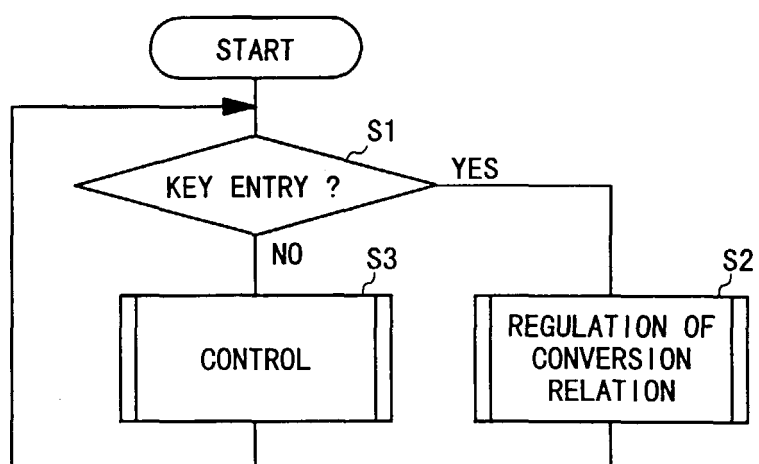 START
S1
KEY ENTRY ?
YES
NO
S3
S2
CONTROL
REGULATION OF
CONVERSION
RELATION